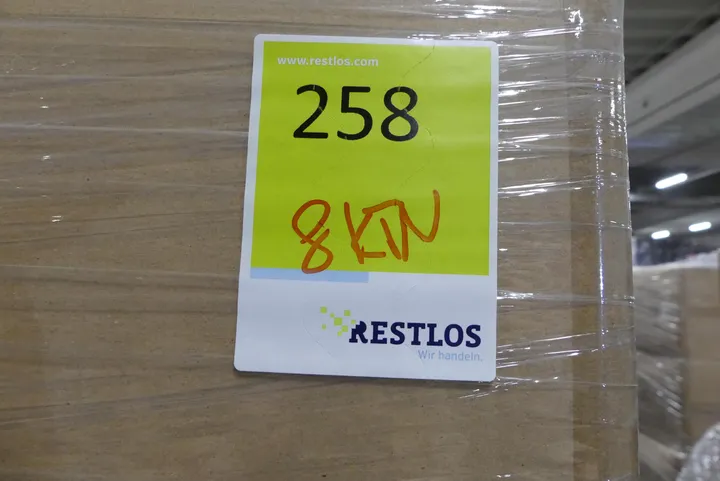 www.restlos.com
258
8 KTN
RESTLOS
Wir handeln.